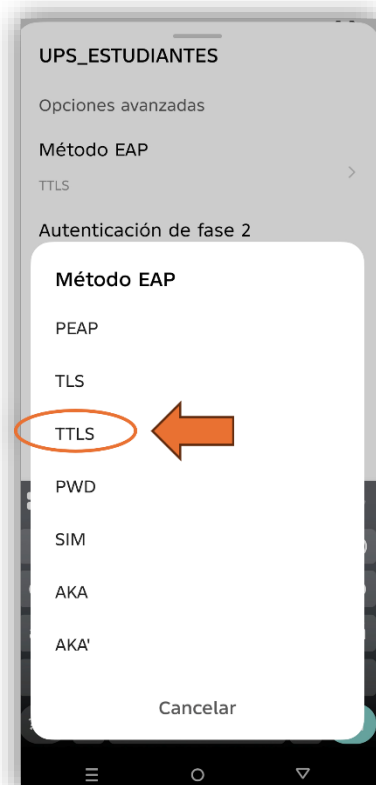 UPS_ESTUDIANTES
Opciones avanzadas
Método EAP
TTLS
Autenticación de fase 2
Método EAP
PEAP
TLS
TTLS
PWD
SIM
AKA
AKA'
Cancelar